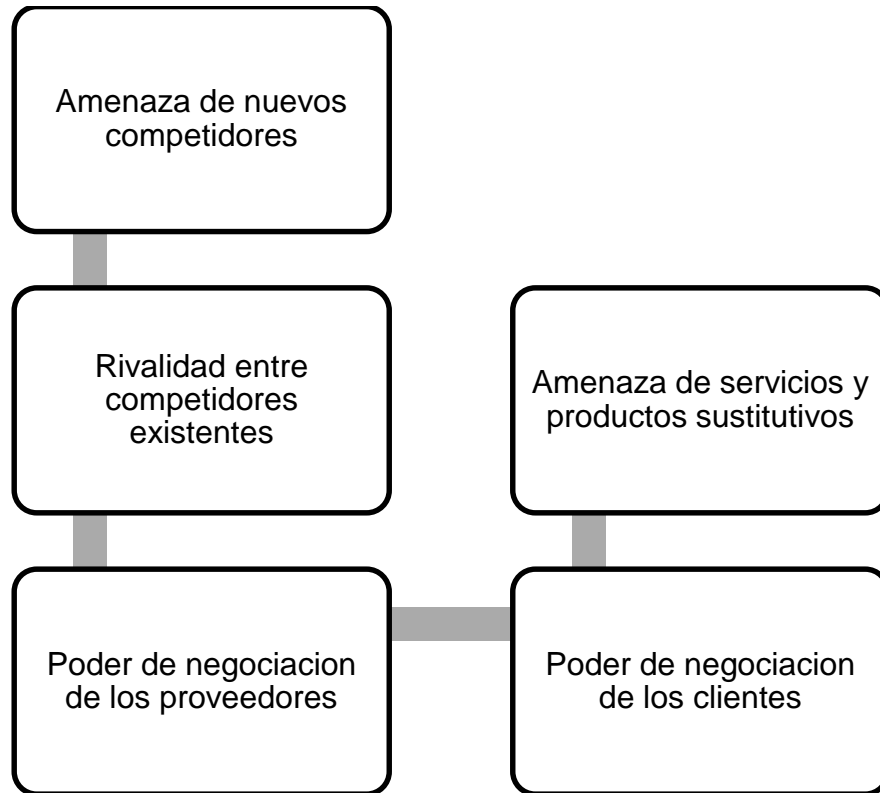 Amenaza de nuevos
competidores
Rivalidad entre
competidores
existentes
Poder de negociacion
de los proveedores
Poder de negociacion
de los clientes
Amenaza de servicios y
productos sustitutivos